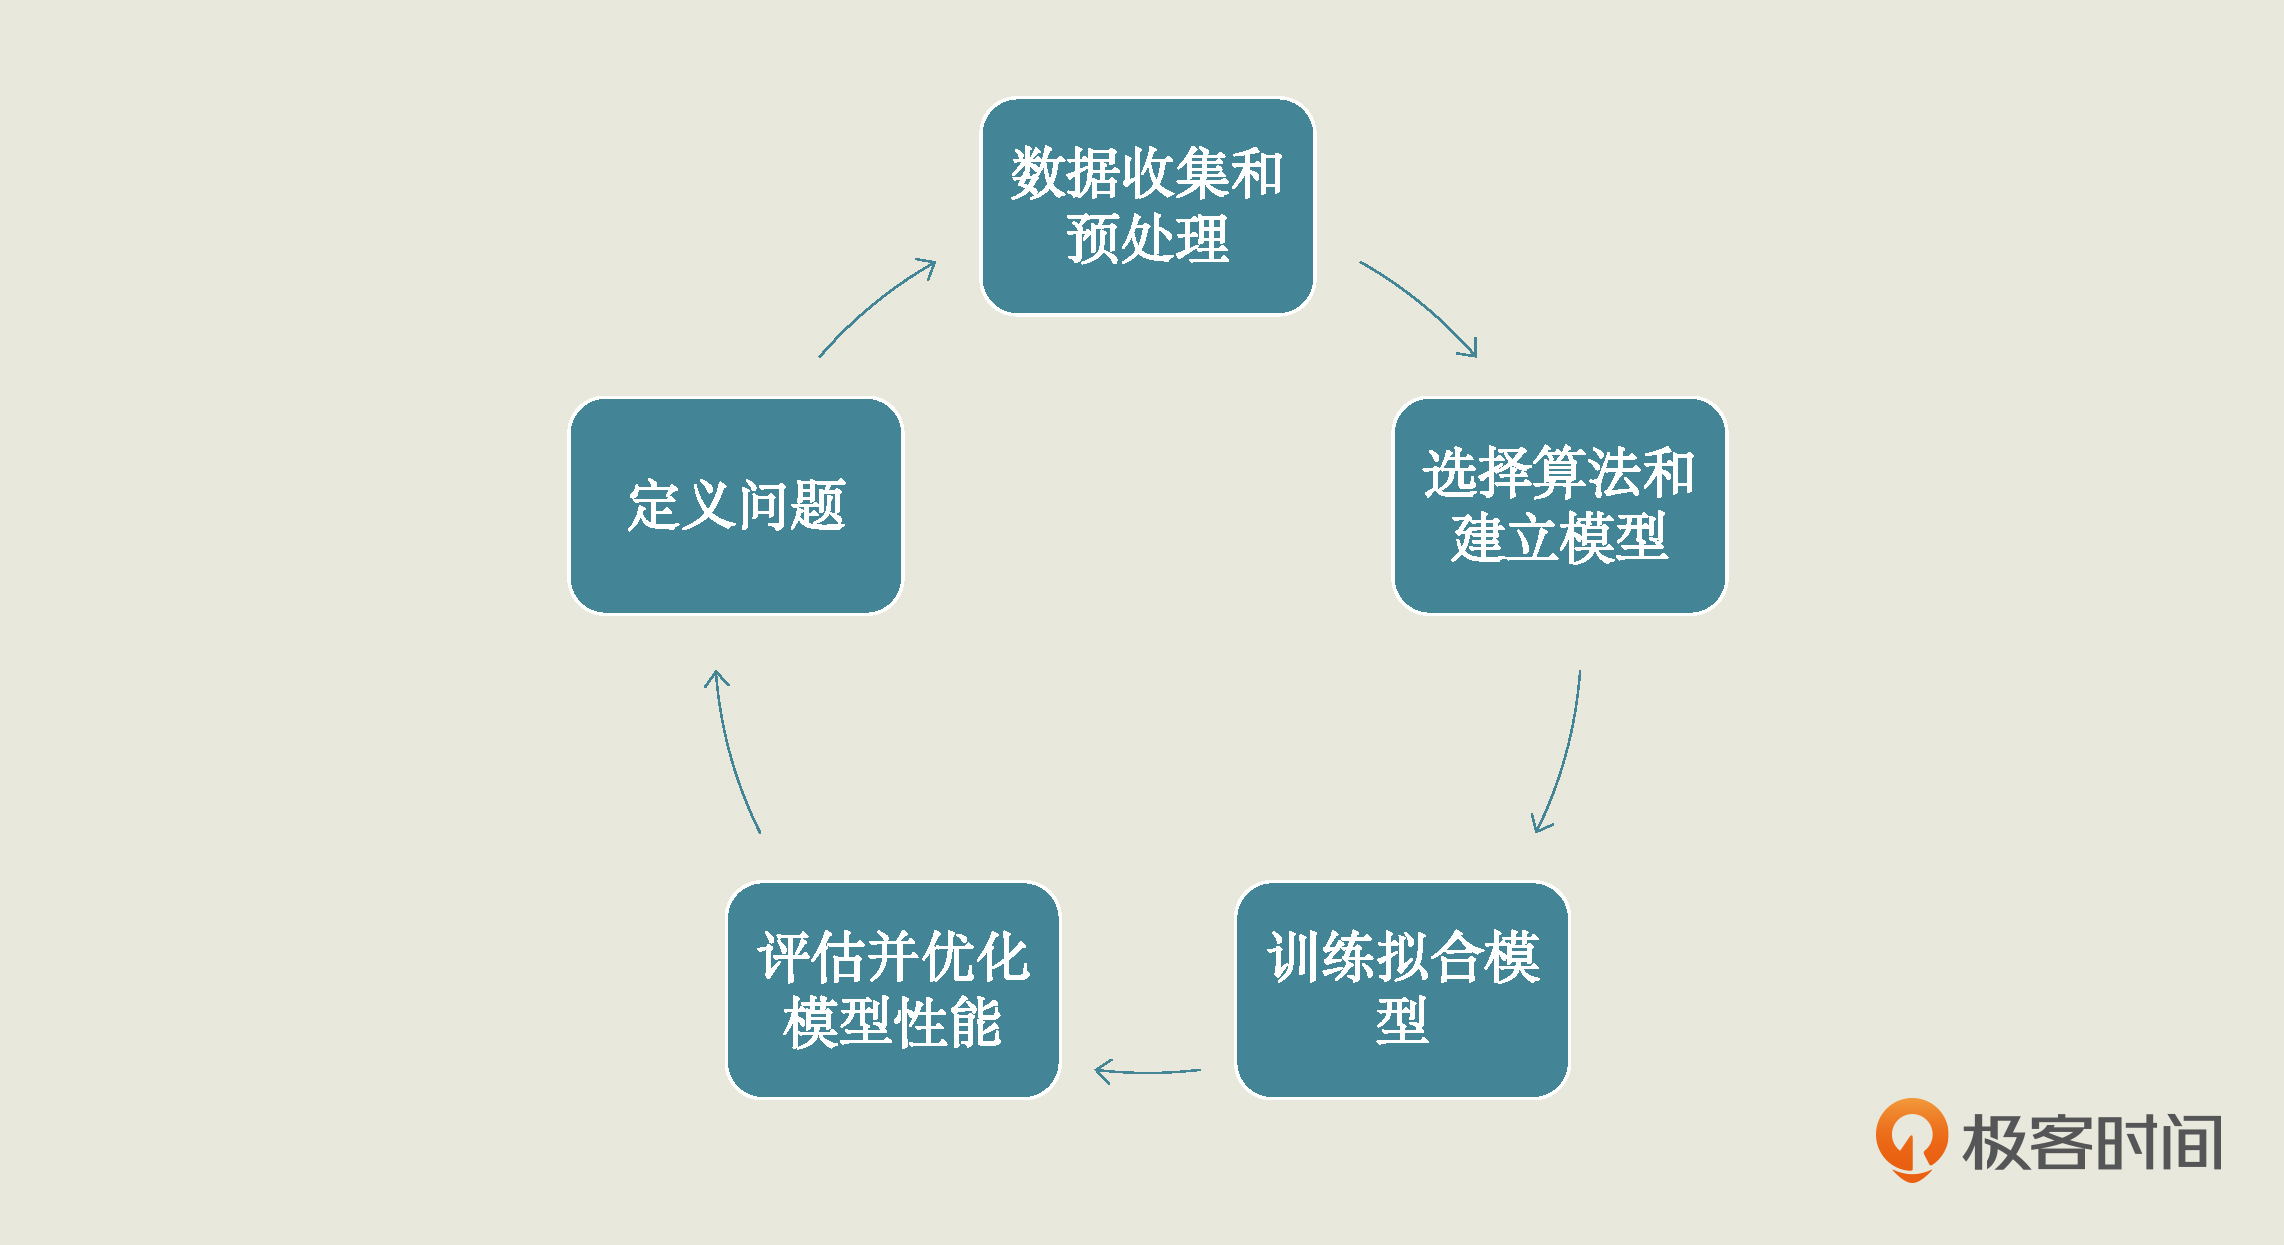 数据收集和
预处理
定义问题
选择算法和
建立模型
评估并优化
模型性能
训练拟合模
型
极客时间